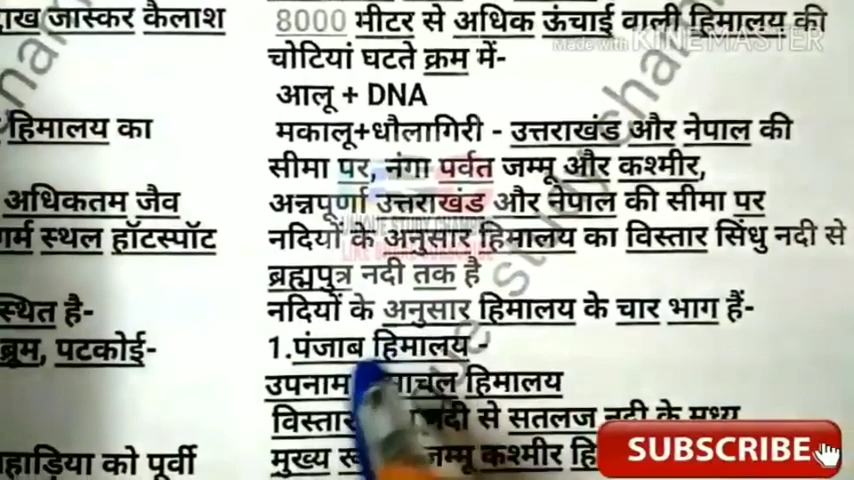 ाख जास्कर कैलाश
हिमालय का
अधिकतम जैव
गर्म स्थल हॉटस्पॉट
स्थित है-
ब्रूम, पटकोई-
पहाड़िया को पूर्वी
8000 मीटर से अधिक ऊंचाई वाली हिमालय की
चोटियां घटते क्रम में-
आलू + DNA
मकालू+धौलागिरी - उत्तराखंड और नेपाल की
सीमा पर, नंगा पर्वत जम्मू और कश्मीर,
अन्नपूर्णा उत्तराखंड और नेपाल की सीमा पर
नदियों के अनुसार हिमालय का विस्तार सिंधु नदी से
ब्रह्मपुत्र नदी तक है
नदियों के अनुसार हिमालय के चार भाग हैं-
1.पंजाब हिमालय -
उपनाम हिमालय
विस्तार नदी से सतलज नदी के मध्य
मुख्य जम्मू कश्मीर
Made with KINEMASTER
SUBSCRIBE